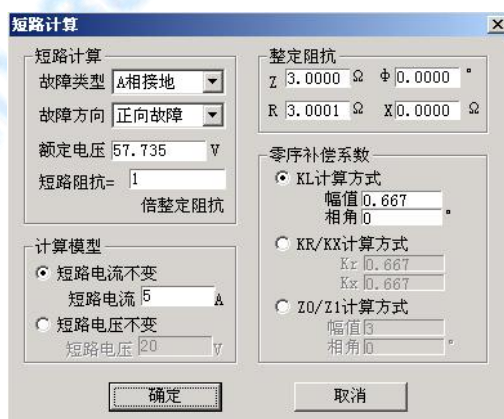 短路计算
短路计算
故障类型 A相接地
故障方向 正向故障
额定电压 57.735 V
短路阻抗= 1
倍整定阻抗
计算模型
短路电流不变
短路电流 5 A
短路电压不变
短路电压 20 V
整定阻抗
Z 3.0000 Ω Φ 0.0000 °
R 3.0001 Ω X 0.0000 Ω
零序补偿系数
KL计算方式
幅值 0.667
相角 0 °
KR/KX计算方式
Kr 0.667
Kx 0.667
Z0/Z1计算方式
幅值 3
相角 0 °
确定
取消